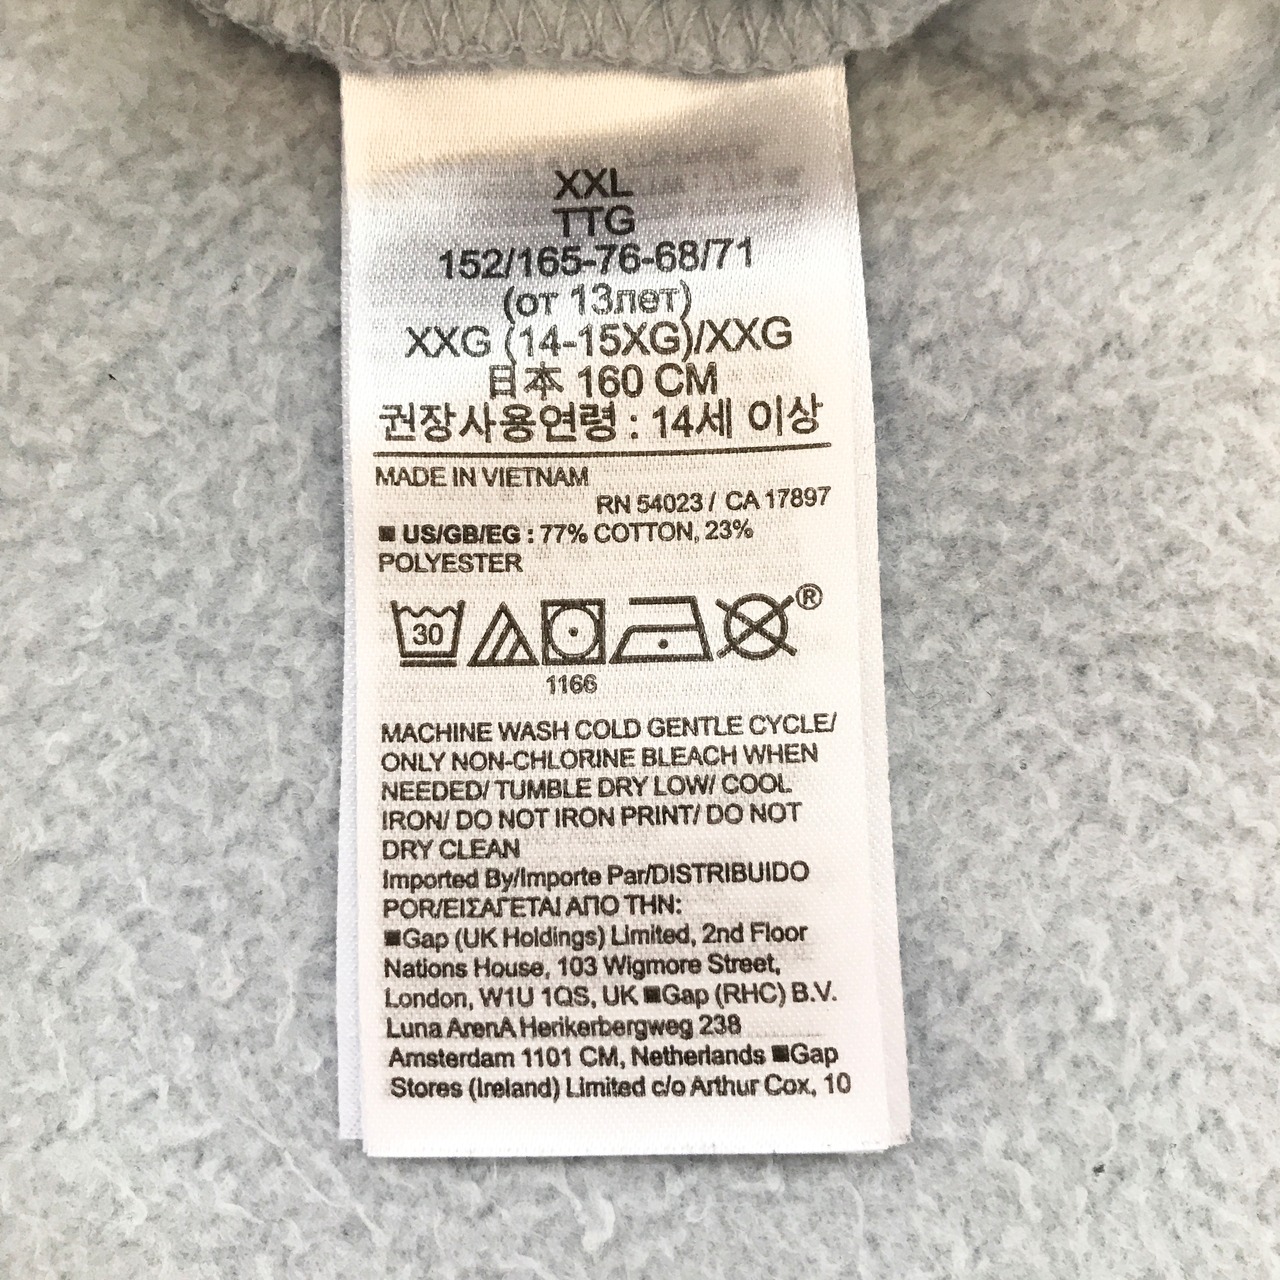 XXL
TTG
152/165-76-68/71
(от 13лет)
XXG (14-15XG)/XXG
日本 160 CM
권장사용연령 : 14세 이상
MADE IN VIETNAM
RN 54023 / CA 17897
■ US/GB/EG : 77% COTTON, 23%
POLYESTER
30
®
1166
MACHINE WASH COLD GENTLE CYCLE/
ONLY NON-CHLORINE BLEACH WHEN
NEEDED/ TUMBLE DRY LOW/ COOL
IRON/ DO NOT IRON PRINT/ DO NOT
DRY CLEAN
Imported By/Importe Par/DISTRIBUIDO
POR/ΕΙΣΑΓΕΤΑΙ ΑΠΟ ΤΗΝ:
■Gap (UK Holdings) Limited, 2nd Floor
Nations House, 103 Wigmore Street,
London, W1U 1QS, UK ■Gap (RHC) B.V.
Luna ArenA Herikerbergweg 238
Amsterdam 1101 CM, Netherlands ■Gap
Stores (Ireland) Limited c/o Arthur Cox, 10